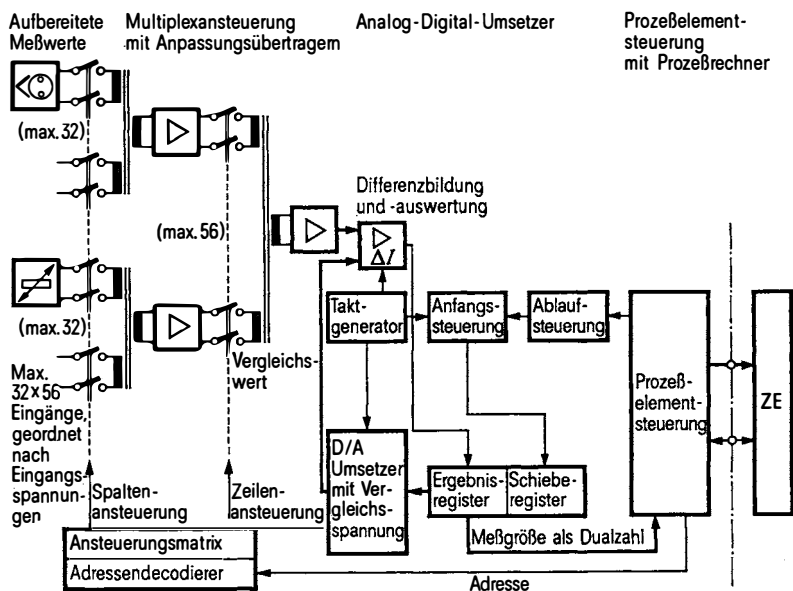 Aufbereitete
Meßwerte
Multiplexansteuerung
mit Anpassungsübertragern
Analog-Digital-Umsetzer
Prozeßelement-
steuerung
mit Prozeßrechner
(max. 32)
(max. 56)
Differenzbildung
und -auswertung
ΔI
(max. 32)
Takt-
generator
Anfangs-
steuerung
Ablauf-
steuerung
Vergleichs-
wert
Max.
32×56
Eingänge,
geordnet
nach
Eingangs-
spannun-
gen
Prozeß-
element-
steuerung
ZE
D/A
Umsetzer
mit Ver-
gleichs-
spannung
Ergebnis-
register
Schiebe-
register
Spalten-
ansteuerung
Zeilen-
ansteuerung
Meßgröße als Dualzahl
Ansteuerungsmatrix
Adressendecodierer
Adresse